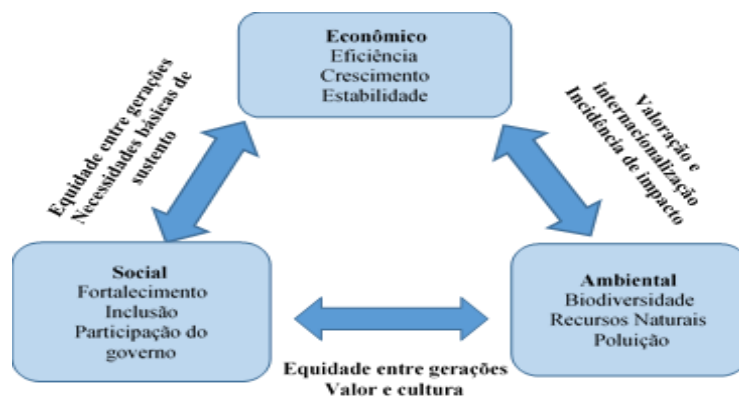 Econômico
Eficiência
Crescimento
Estabilidade
Equidade entre gerações
Necessidades básicas de
sustento
Valoração e
internacionalização
Incidência de impacto
Social
Fortalecimento
Inclusão
Participação do
governo
Ambiental
Biodiversidade
Recursos Naturais
Poluição
Equidade entre gerações
Valor e cultura